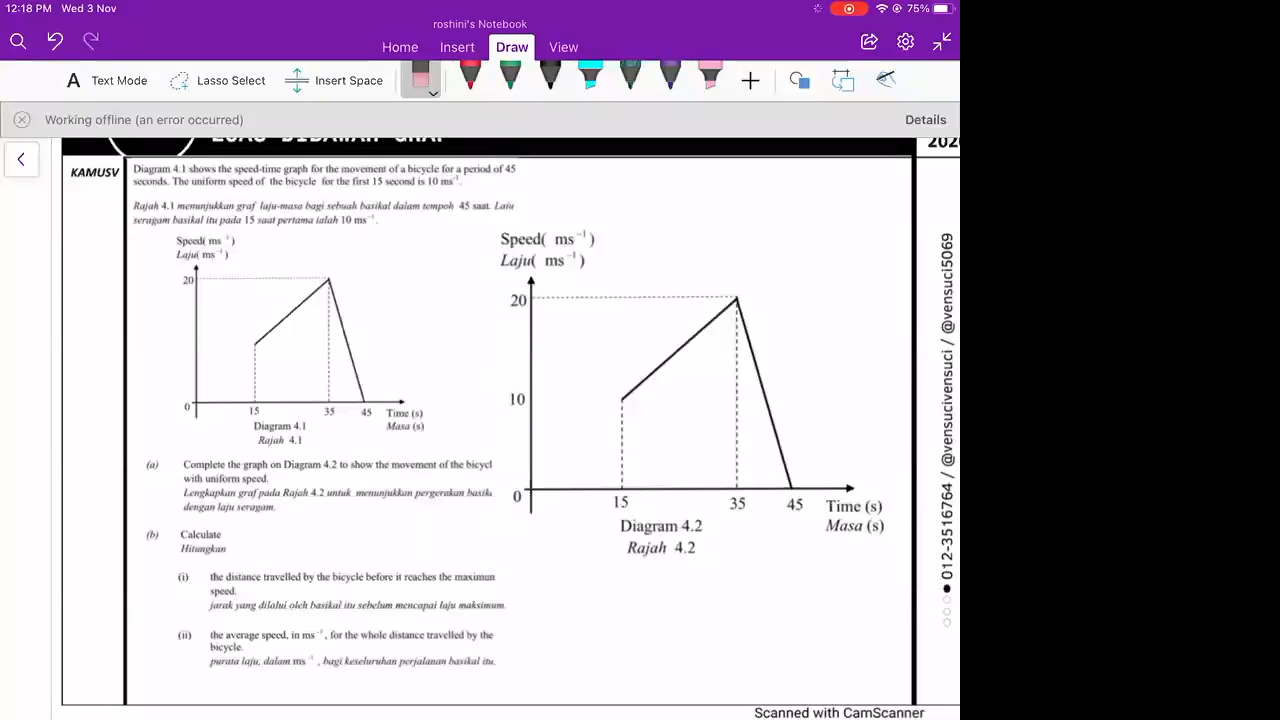 12:18 PM Wed 3 Nov
75%
roshini's Notebook
Home Insert Draw View
Text Mode
Lasso Select
Insert Space
Working offline (an error occurred)
Details
KAMUSV
Diagram 4.1 shows the speed-time graph for the movement of a bicycle for a period of 45
seconds. The uniform speed of the bicycle for the first 15 second is 10 ms⁻¹.
Rajah 4.1 menunjukkan graf laju-masa bagi sebuah basikal dalam tempoh 45 saat. Laju
seragam basikal itu pada 15 saat pertama ialah 10 ms⁻¹.
Speed( ms⁻¹)
Laju( ms⁻¹)
20
0
15 35 45
Time (s)
Masa (s)
Diagram 4.1
Rajah 4.1
Speed( ms⁻¹)
Laju( ms⁻¹)
20
10
0
15 35 45
Time (s)
Masa (s)
Diagram 4.2
Rajah 4.2
(a) Complete the graph on Diagram 4.2 to show the movement of the bicycl
with uniform speed.
Lengkapkan graf pada Rajah 4.2 untuk menunjukkan pergerakan basika
dengan laju seragam.
(b) Calculate
Hitungkan
(i) the distance travelled by the bicycle before it reaches the maximun
speed.
jarak yang dilalui oleh basikal itu sebelum mencapai laju maksimum.
(ii) the average speed, in ms⁻¹, for the whole distance travelled by the
bicycle.
purata laju, dalam ms⁻¹, bagi keseluruhan perjalanan basikal itu.
012-3516764 / @vensucivensuci / @vensuci5069
Scanned with CamScanner